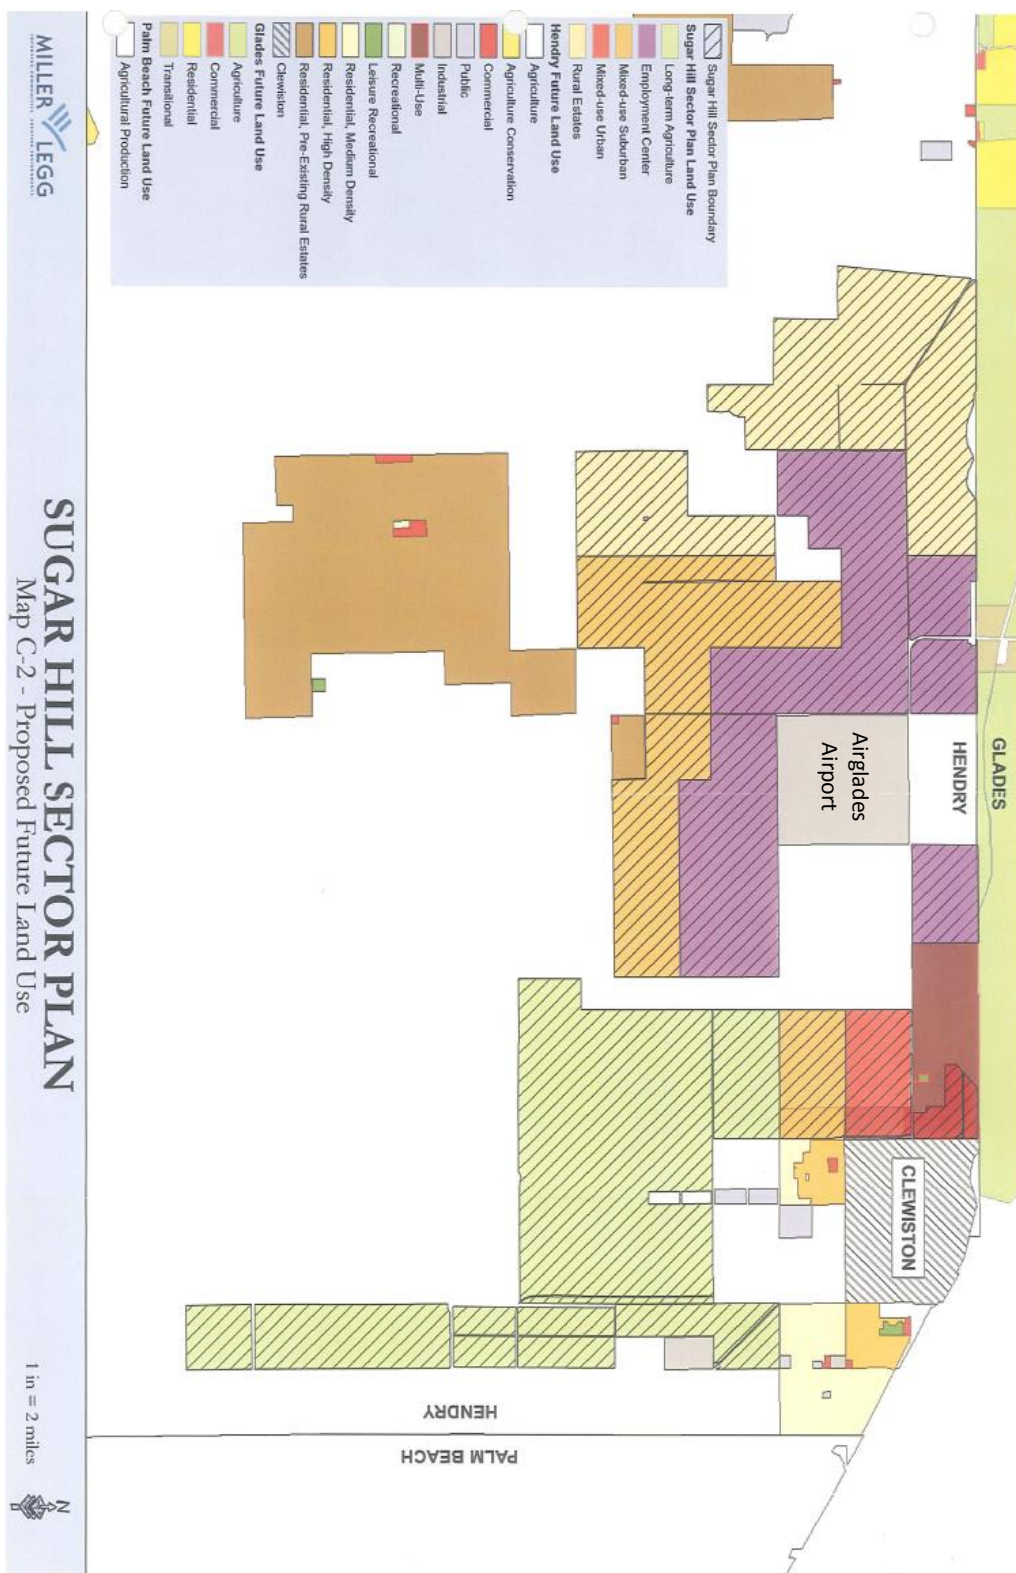 Sugar Hill Sector Plan Boundary
Sugar Hill Sector Plan Land Use
Long-term Agriculture
Employment Center
Mixed-use Suburban
Mixed-use Urban
Rural Estates
Hendry Future Land Use
Agriculture
Agriculture Conservation
Commercial
Public
Industrial
Multi-Use
Recreational
Leisure Recreational
Residential, Medium Density
Residential, High Density
Residential, Pre-Existing Rural Estates
Clewiston
Glades Future Land Use
Agriculture
Commercial
Residential
Transitional
Palm Beach Future Land Use
Agricultural Production
GLADES
HENDRY
Airglades
Airport
CLEWISTON
HENDRY
PALM BEACH
MILLER LEGG
SUGAR HILL SECTOR PLAN
Map C-2 - Proposed Future Land Use
1 in = 2 miles
N